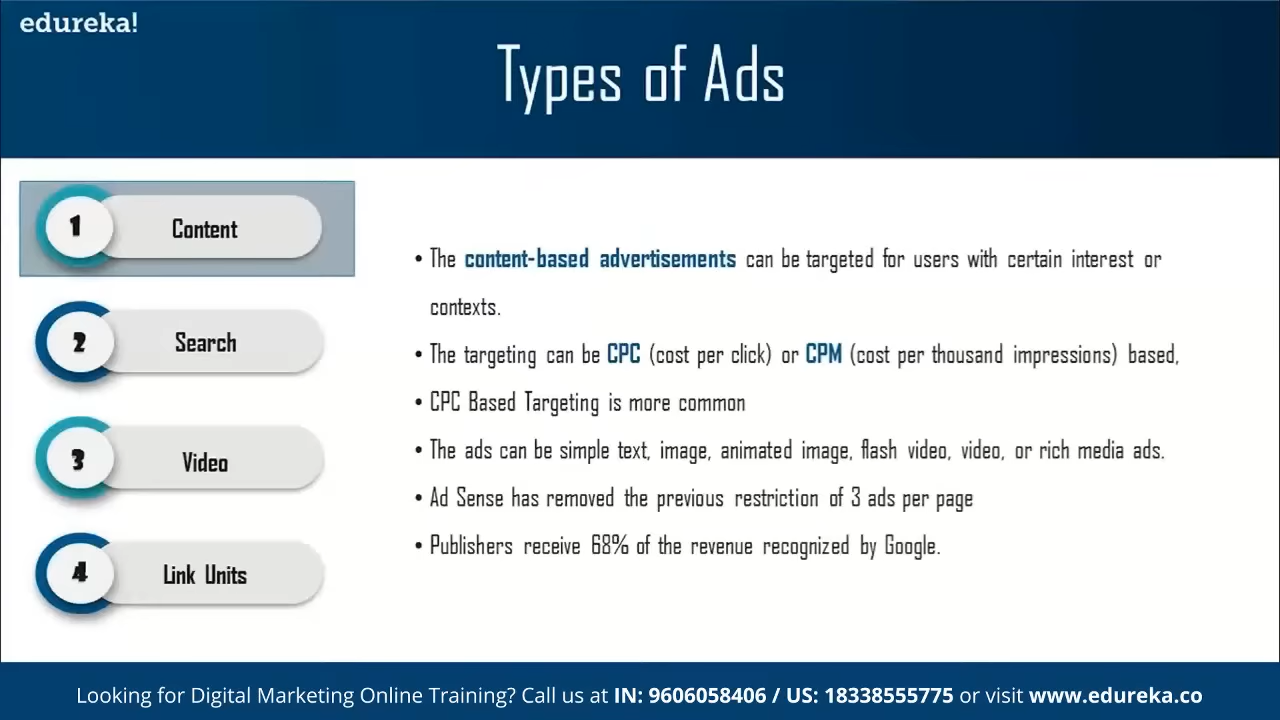 edureka!
Types of Ads
1 Content
2 Search
3 Video
4 Link Units
• The content-based advertisements can be targeted for users with certain interest or
contexts.
• The targeting can be CPC (cost per click) or CPM (cost per thousand impressions) based,
• CPC Based Targeting is more common
• The ads can be simple text, image, animated image, flash video, video, or rich media ads.
• Ad Sense has removed the previous restriction of 3 ads per page
• Publishers receive 68% of the revenue recognized by Google.
Looking for Digital Marketing Online Training? Call us at IN: 9606058406 / US: 18338555775 or visit www.edureka.co